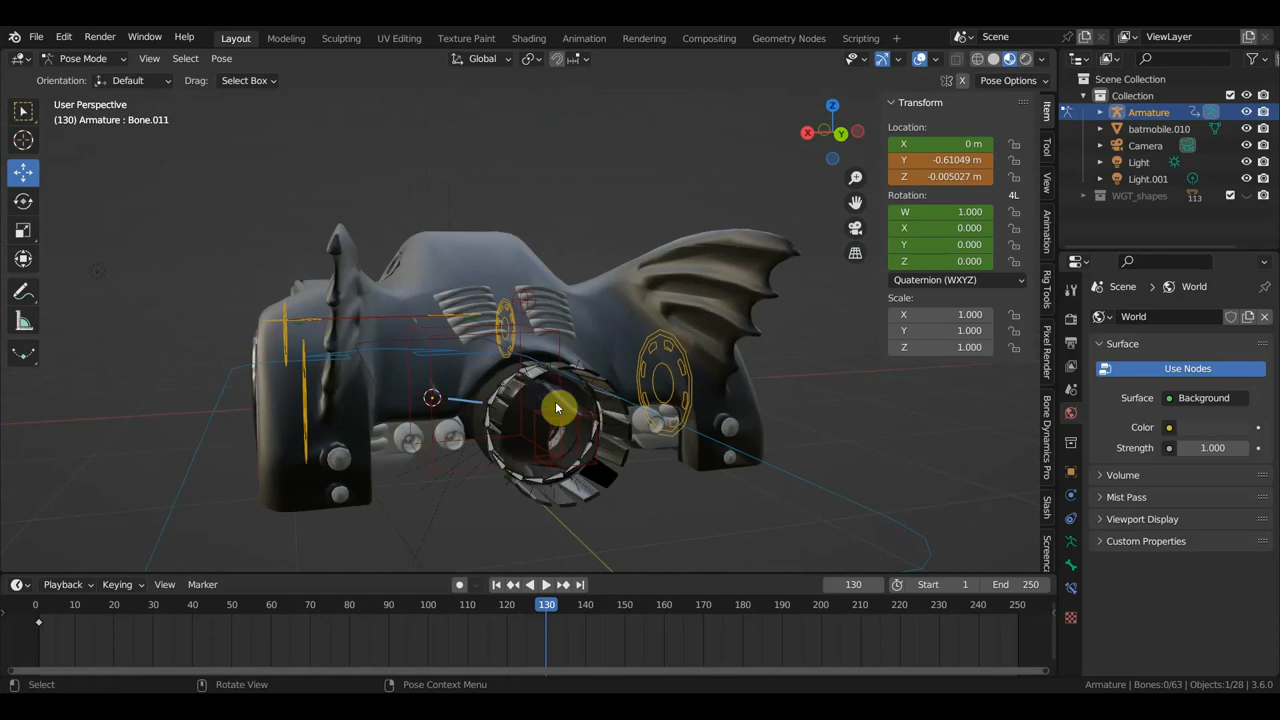 File Edit Render Window Help Layout Modeling Sculpting UV Editing Texture Paint Shading Animation Rendering Compositing Geometry Nodes Scripting + Scene ViewLayer
Pose Mode View Select Pose Global
Orientation: Default Drag: Select Box X Pose Options
User Perspective
(130) Armature : Bone.011
X
Y
Z
Transform
Location:
X 0 m
Y -0.61049 m
Z -0.005027 m
Rotation: 4L
W 1.000
X 0.000
Y 0.000
Z 0.000
Quaternion (WXYZ)
Scale:
X 1.000
Y 1.000
Z 1.000
Item
Tool
View
Animation
Rig Tools
Pixel Render
Bone Dynamics Pro
Slash
Screenca
Scene Collection
Collection
Armature
batmobile.010
Camera
Light
Light.001
WGT_shapes 113
Scene World
World
Surface
Use Nodes
Surface Background
Color
Strength 1.000
Volume
Mist Pass
Viewport Display
Custom Properties
Playback Keying View Marker 130 Start 1 End 250
0 10 20 30 40 50 60 70 80 90 100 110 120 130 140 150 160 170 180 190 200 210 220 230 240 250
Select Rotate View Pose Context Menu Armature | Bones:0/63 | Objects:1/28 | 3.6.0